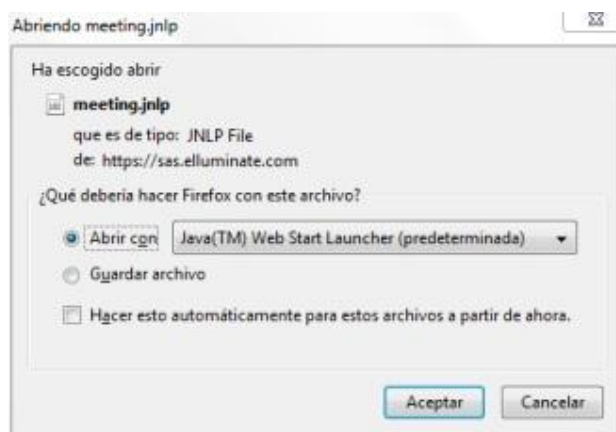 Abriendo meeting.jnlp
Ha escogido abrir
meeting.jnlp
que es de tipo: JNLP File
de: https://sas.elluminate.com
¿Qué debería hacer Firefox con este archivo?
Abrir con Java(TM) Web Start Launcher (predeterminada)
Guardar archivo
Hacer esto automáticamente para estos archivos a partir de ahora.
Aceptar Cancelar